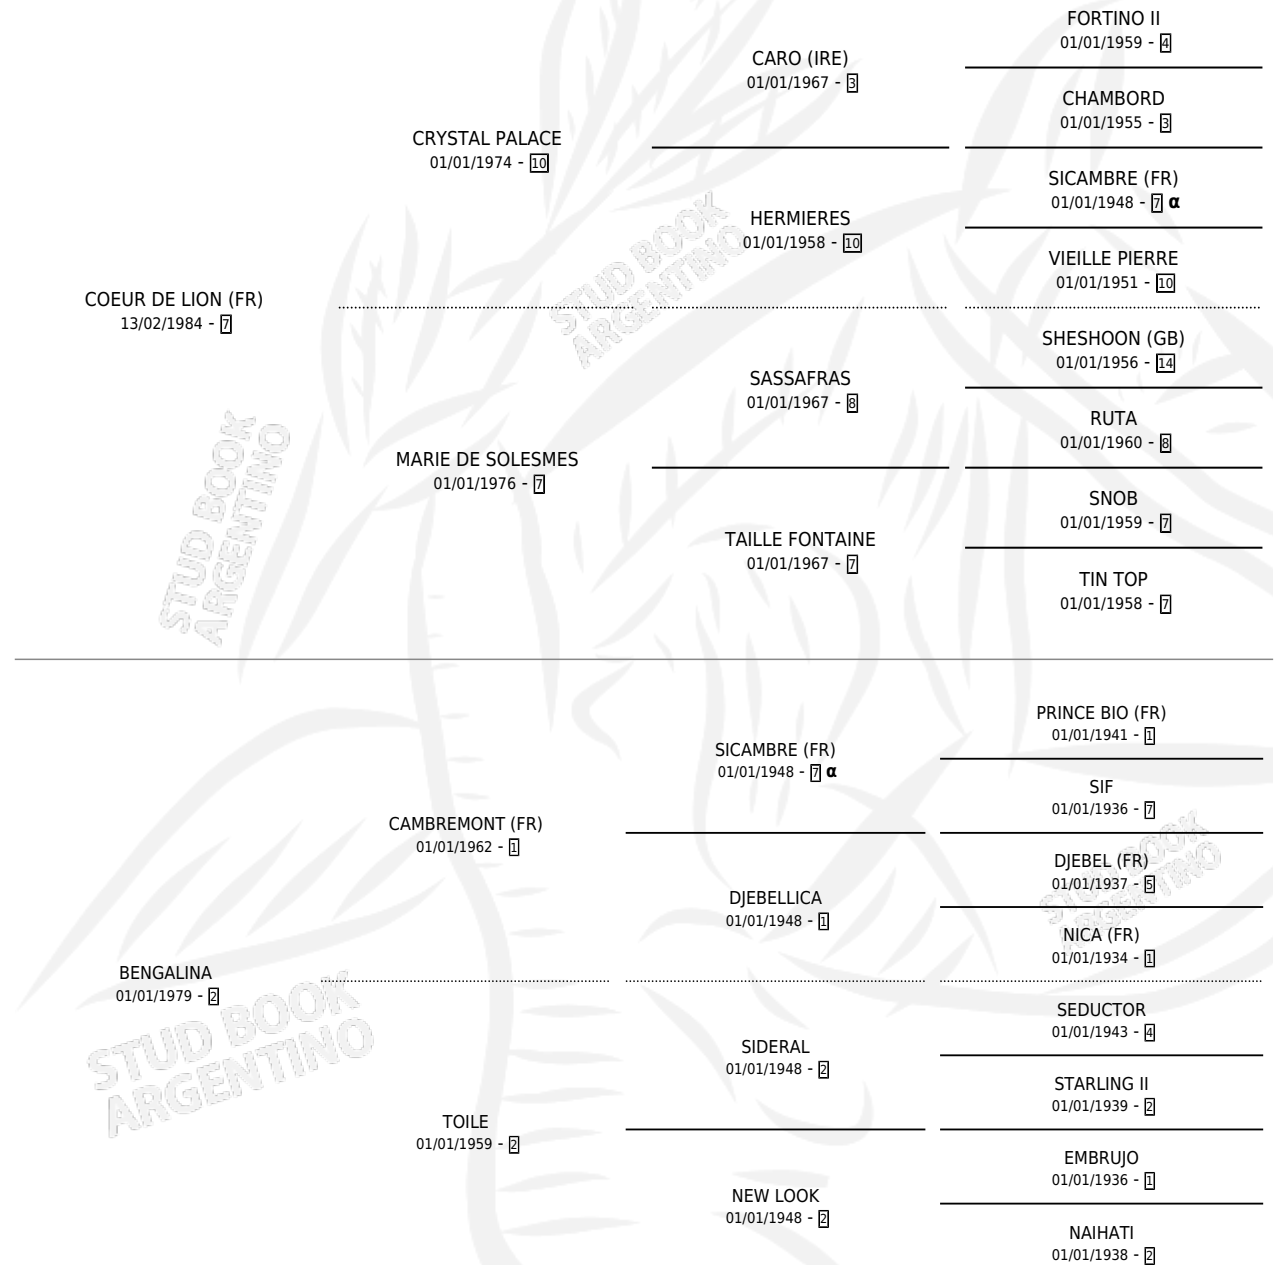 FORTINO II
01/01/1959 - 4
CARO (IRE)
01/01/1967 - 3
CHAMBORD
01/01/1955 - 3
CRYSTAL PALACE
01/01/1974 - 10
SICAMBRE (FR)
01/01/1948 - 7 α
HERMIERES
01/01/1958 - 10
VIEILLE PIERRE
01/01/1951 - 10
COEUR DE LION (FR)
13/02/1984 - 7
SHESHOON (GB)
01/01/1956 - 14
SASSAFRAS
01/01/1967 - 8
RUTA
01/01/1960 - 8
MARIE DE SOLESMES
01/01/1976 - 7
SNOB
01/01/1959 - 7
TAILLE FONTAINE
01/01/1967 - 7
TIN TOP
01/01/1958 - 7
PRINCE BIO (FR)
01/01/1941 - 1
SICAMBRE (FR)
01/01/1948 - 7 α
SIF
01/01/1936 - 7
CAMBREMONT (FR)
01/01/1962 - 1
DJEBEL (FR)
01/01/1937 - 5
DJEBELLICA
01/01/1948 - 1
NICA (FR)
01/01/1934 - 1
BENGALINA
01/01/1979 - 2
SEDUCTOR
01/01/1943 - 4
SIDERAL
01/01/1948 - 2
STARLING II
01/01/1939 - 2
TOILE
01/01/1959 - 2
EMBRUJO
01/01/1936 - 1
NEW LOOK
01/01/1948 - 2
NAIHATI
01/01/1938 - 2
STUD BOOK
ARGENTINO
STUD BOOK
ARGENTINO
STUD BOOK
ARGENTINO
STUD BOOK
ARGENTINO